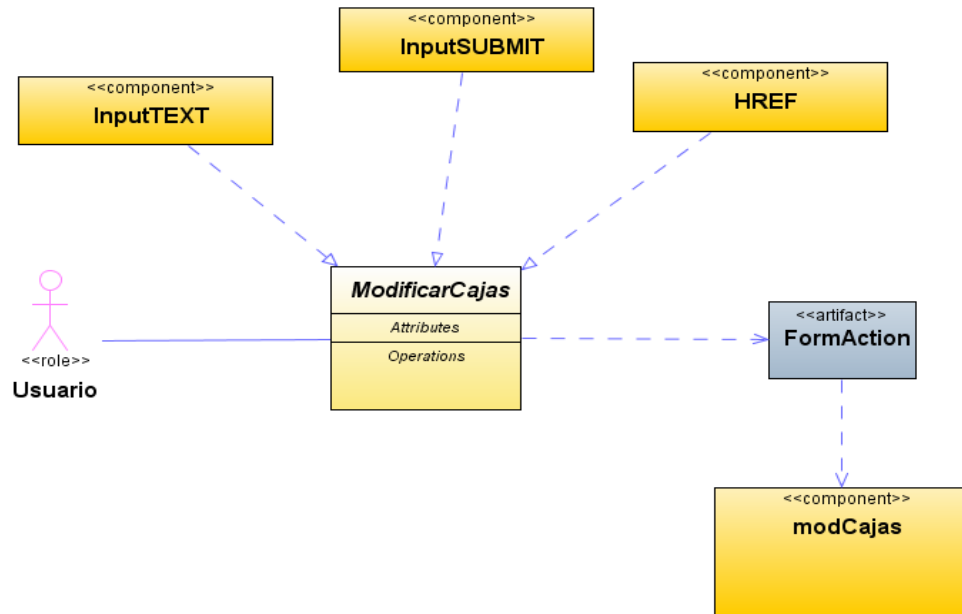 <<component>>
InputSUBMIT
<<component>>
InputTEXT
<<component>>
HREF
ModificarCajas
Attributes
Operations
<<role>>
Usuario
<<artifact>>
FormAction
<<component>>
modCajas